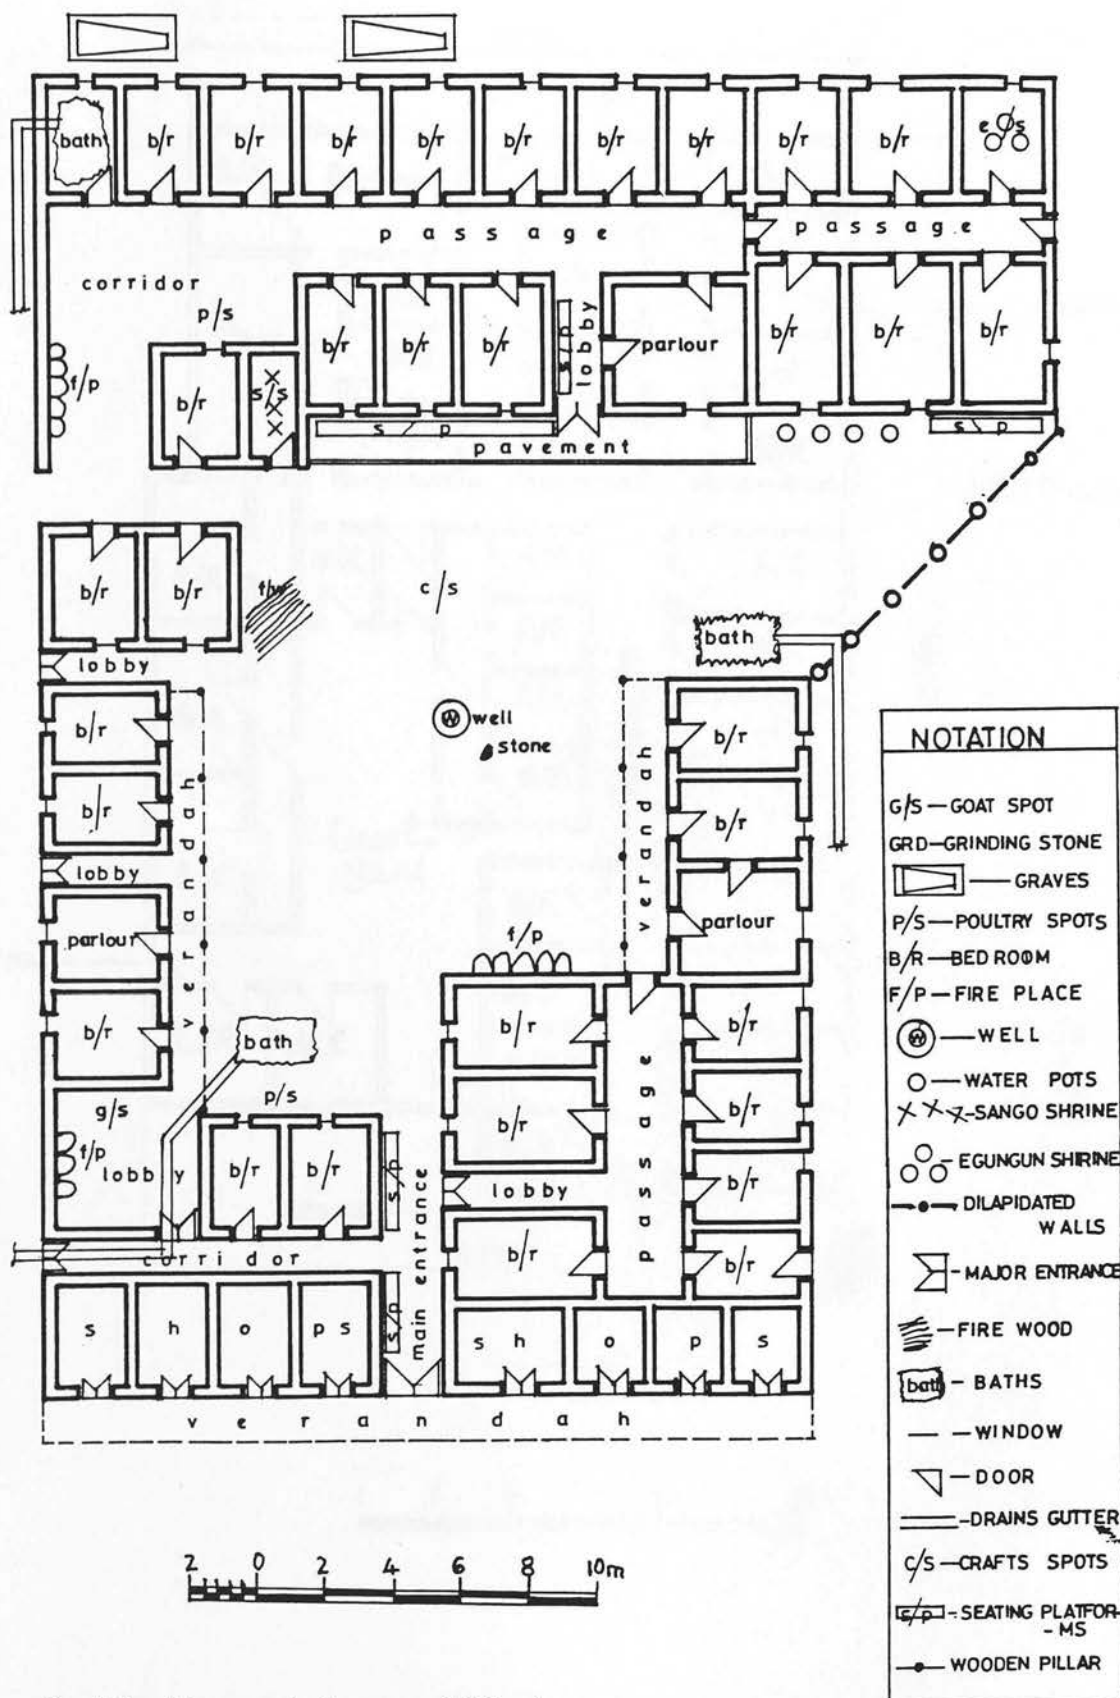 bath b/r b/r b/r b/r b/r b/r b/r b/r b/r e/s
passage passage
corridor
p/s
b/r b/r b/r s/p lobby parlour b/r b/r b/r
f/p
b/r s/s
s/p s/p
pavement
b/r b/r f/w c/s
bath
lobby
b/r well b/r
stone
b/r verandah verandah b/r
lobby
parlour parlour
f/p
b/r b/r b/r
bath
g/s p/s b/r b/r
f/p
lobby b/r b/r s/p passage b/r
lobby
corridor main entrance b/r b/r
shops s/p shops
verandah
2 0 2 4 6 8 10m
NOTATION
G/S—GOAT SPOT
GRD—GRINDING STONE
—GRAVES
P/S—POULTRY SPOTS
B/R—BED ROOM
F/P—FIRE PLACE
W —WELL
—WATER POTS
-SANGO SHRINE
-EGUNGUN SHRINE
-DILAPIDATED
WALLS
-MAJOR ENTRANCE
-FIRE WOOD
bath - BATHS
—WINDOW
—DOOR
-DRAINS GUTTER
C/S—CRAFTS SPOTS
s/p -SEATING PLATFOR-
-MS
—WOODEN PILLAR